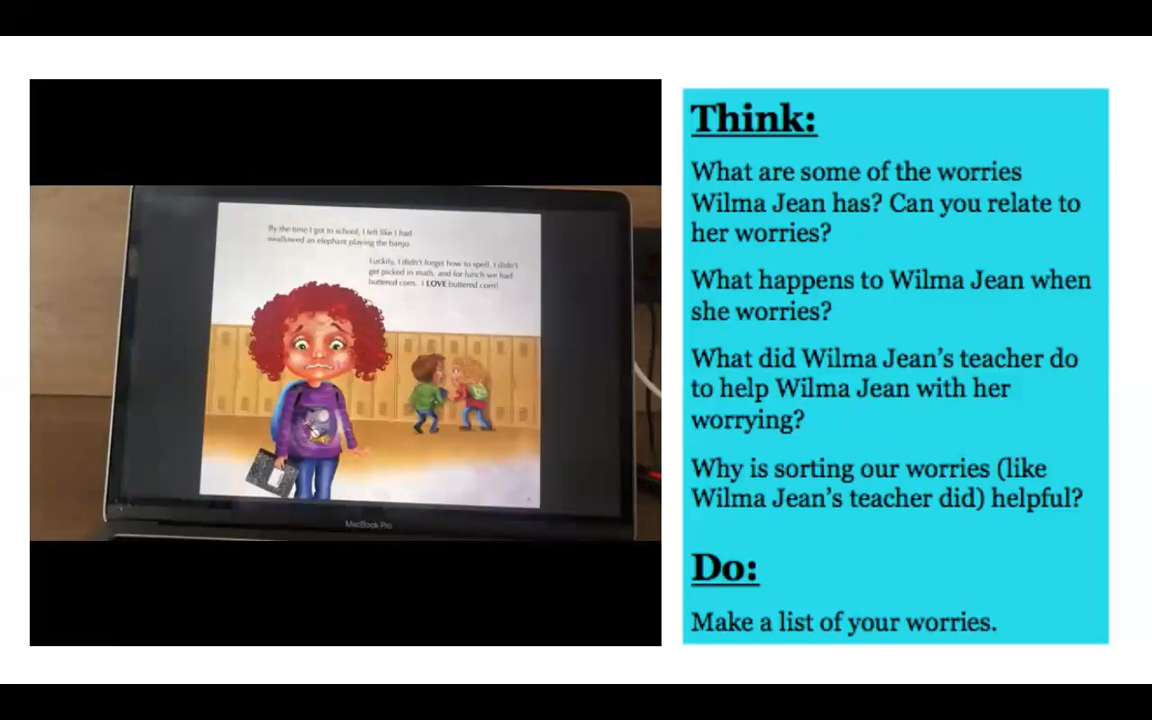 By the time I got to school, I felt like I had
swallowed an elephant playing the banjo.
Luckily, I didn't forget how to spell, I didn't
get picked in math, and for lunch we had
buttered corn. I LOVE buttered corn!
MacBook Pro
Think:
What are some of the worries
Wilma Jean has? Can you relate to
her worries?
What happens to Wilma Jean when
she worries?
What did Wilma Jean's teacher do
to help Wilma Jean with her
worrying?
Why is sorting our worries (like
Wilma Jean's teacher did) helpful?
Do:
Make a list of your worries.